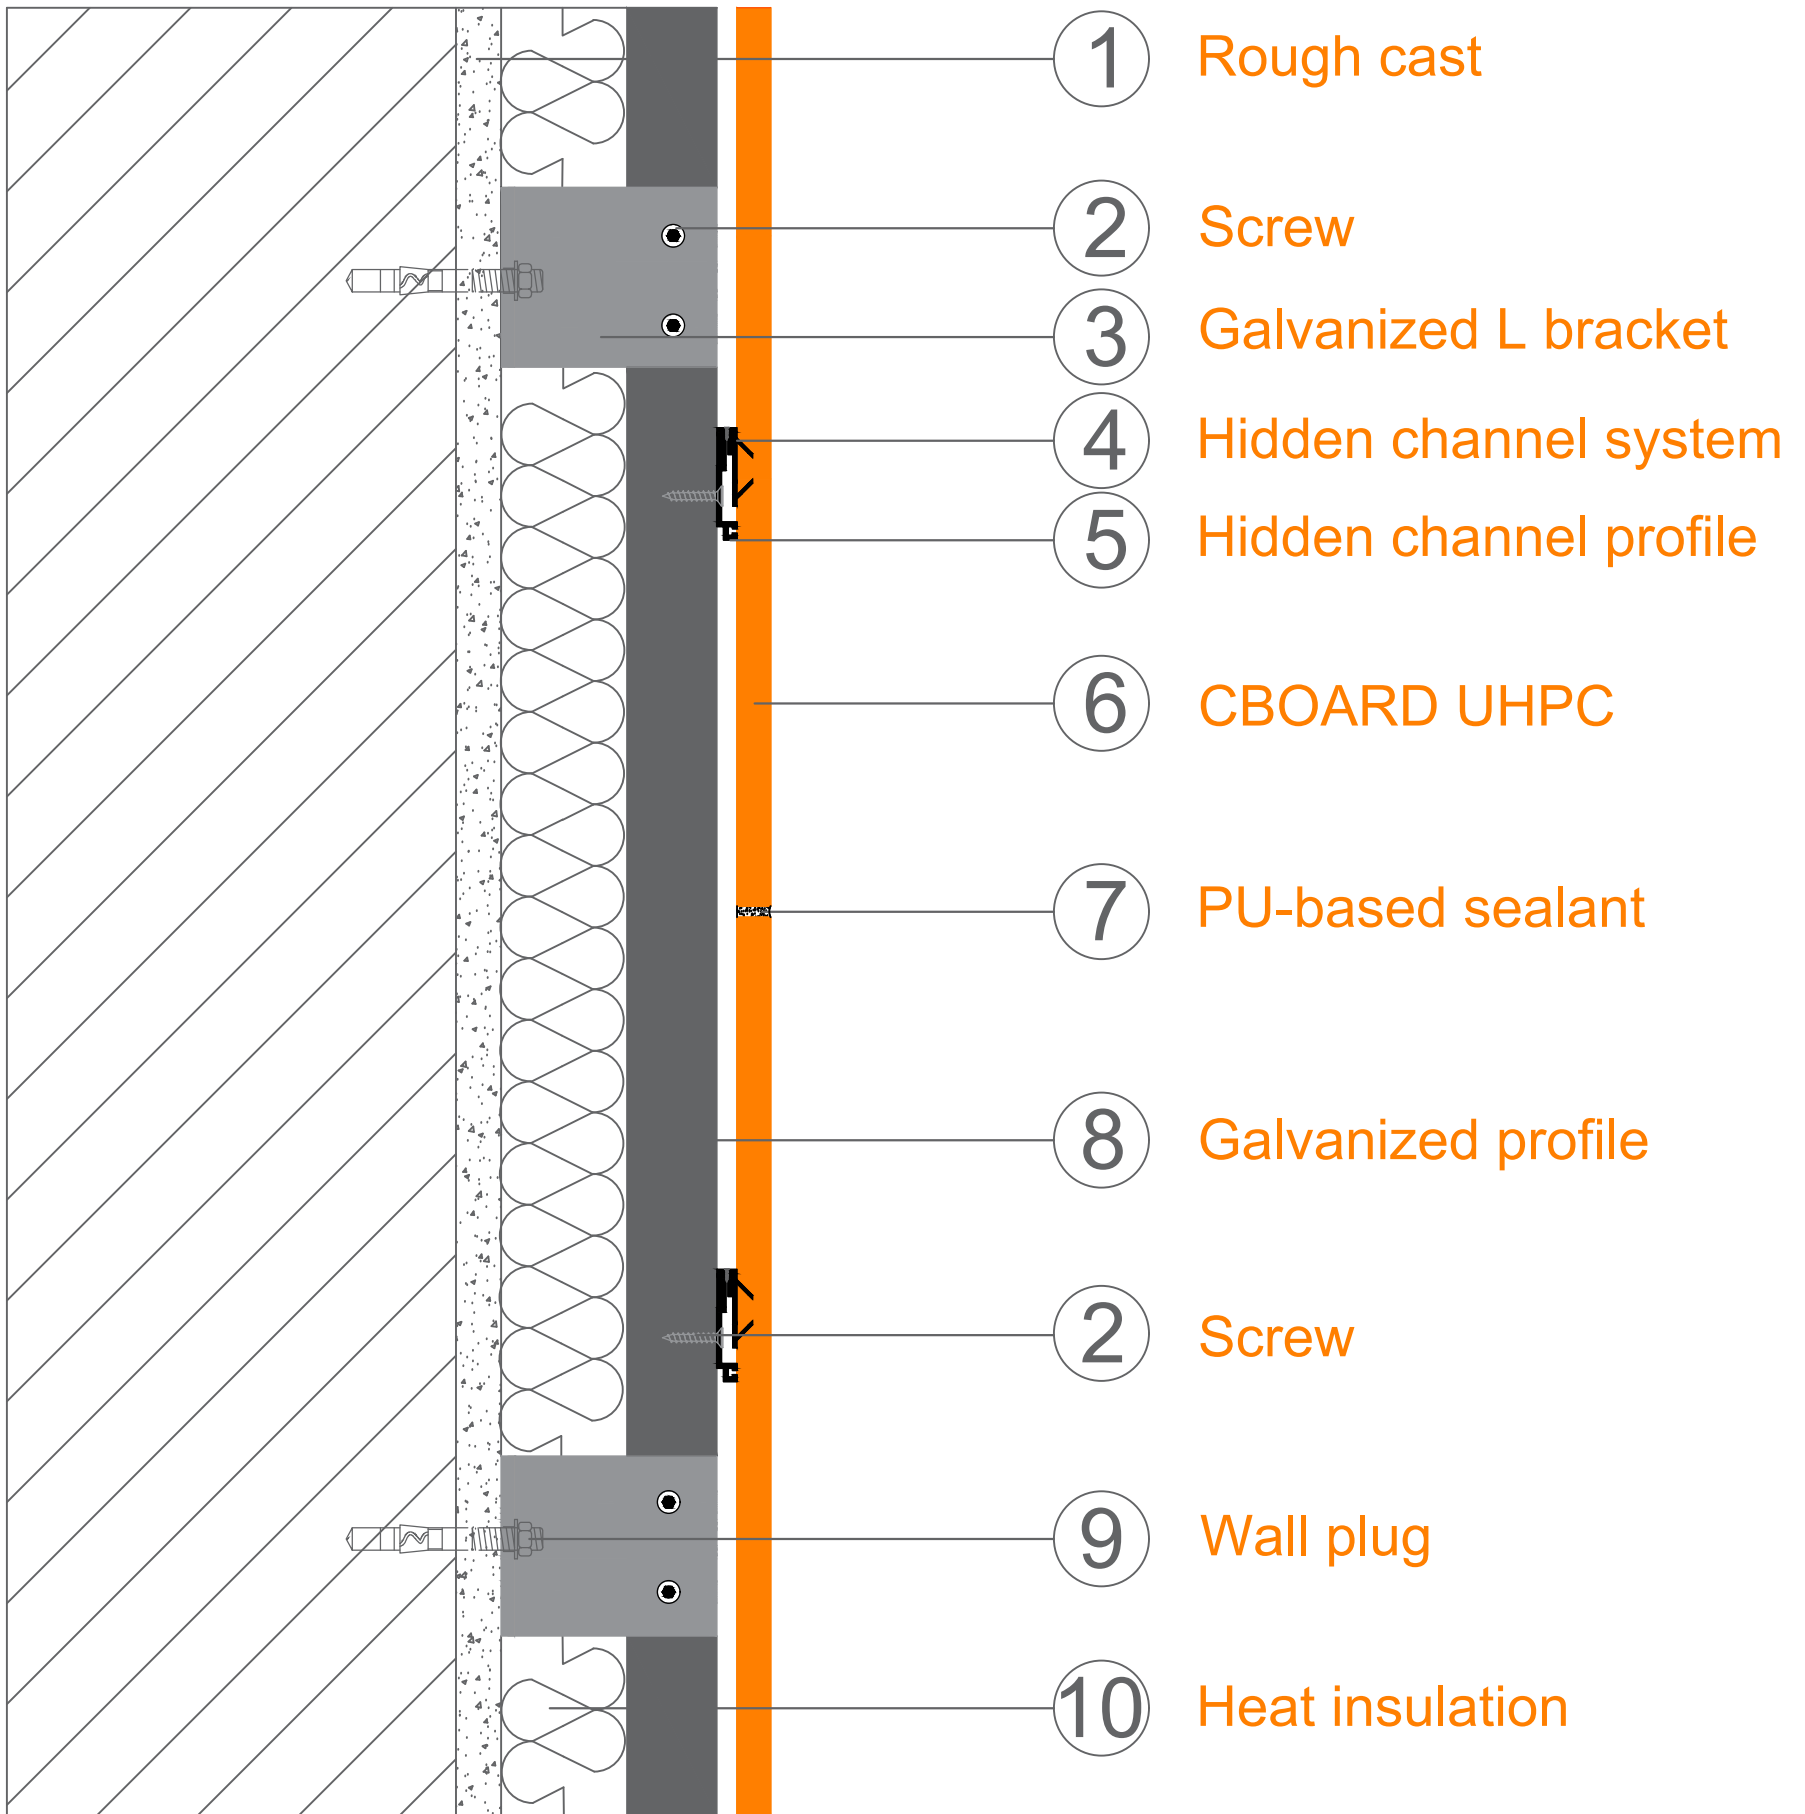 1 Rough cast
2 Screw
3 Galvanized L bracket
4 Hidden channel system
5 Hidden channel profile
6 CBOARD UHPC
7 PU-based sealant
8 Galvanized profile
2 Screw
9 Wall plug
10 Heat insulation